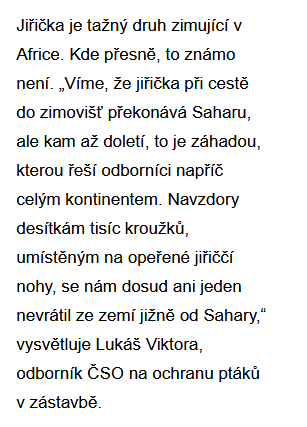 Jiřička je tažný druh zimující v
Africe. Kde přesně, to známo
není. „Víme, že jiřička při cestě
do zimovišť překonává Saharu,
ale kam až doletí, to je záhadou,
kterou řeší odborníci napříč
celým kontinentem. Navzdory
desítkám tisíc kroužků,
umístěným na opeřené jiřiččí
nohy, se nám dosud ani jeden
nevrátil ze zemí jižně od Sahary,“
vysvětluje Lukáš Viktora,
odborník ČSO na ochranu ptáků
v zástavbě.